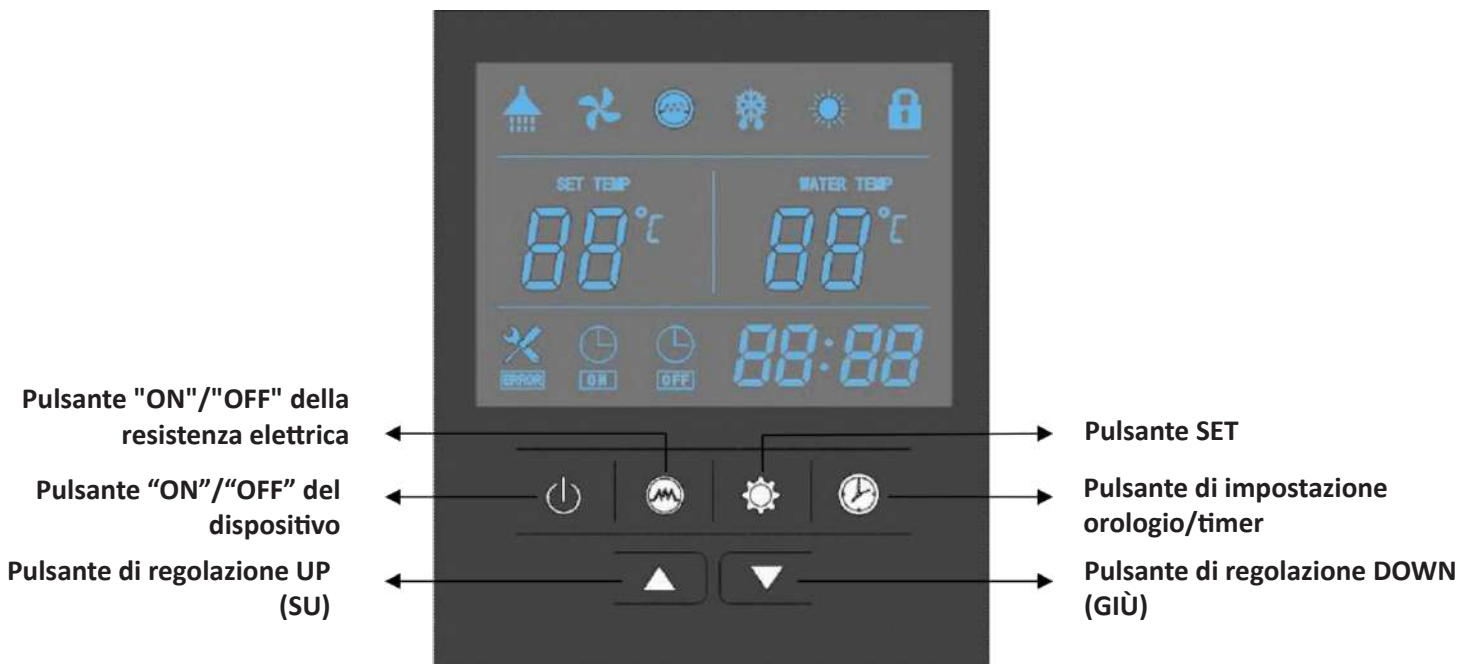 SET TEMP
WATER TEMP
88°C
88°C
ERROR
ON
OFF
88:88
Pulsante "ON"/"OFF" della
resistenza elettrica
Pulsante “ON”/“OFF” del
dispositivo
Pulsante di regolazione UP
(SU)
Pulsante SET
Pulsante di impostazione
orologio/timer
Pulsante di regolazione DOWN
(GIÙ)